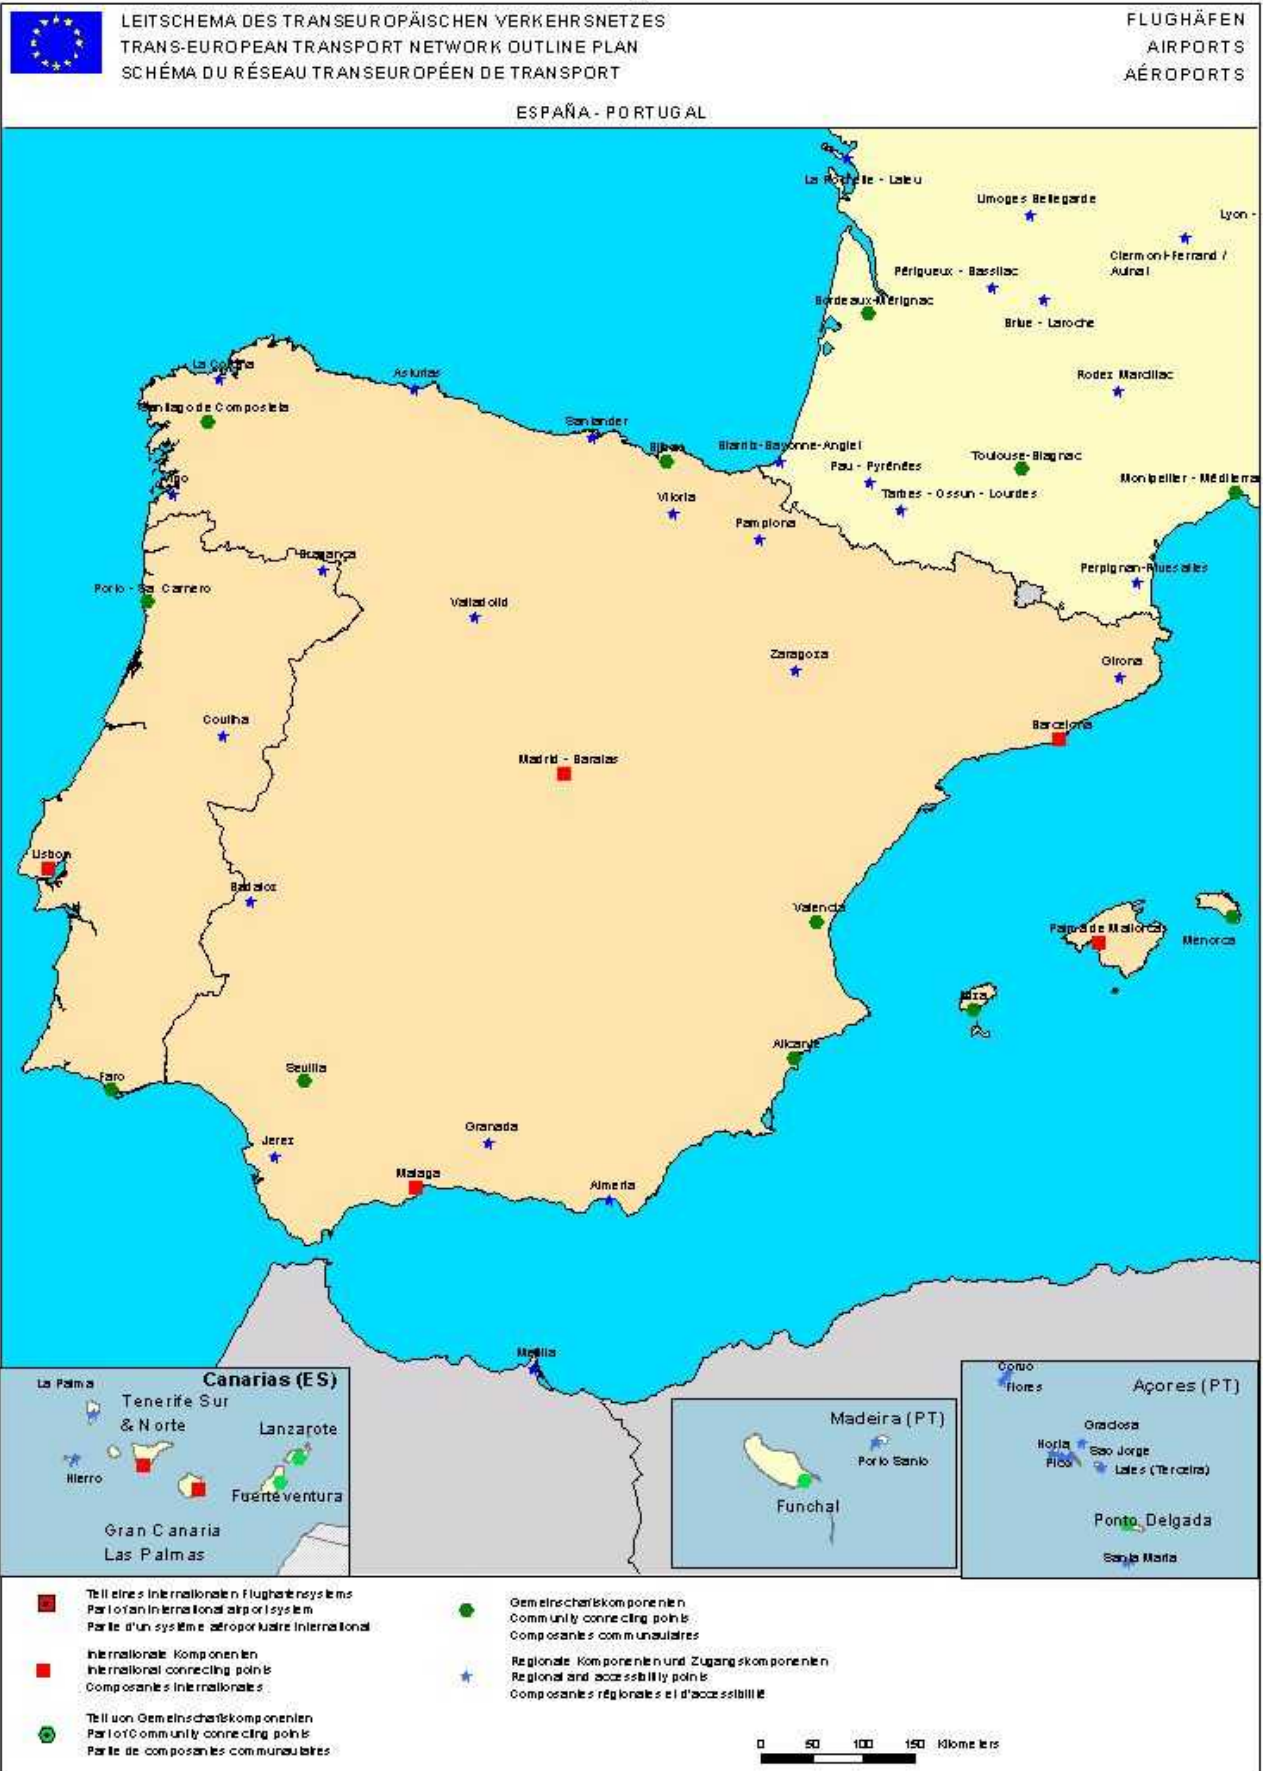 LEITSCHEMA DES TRANSEUROPÄISCHEN VERKEHRSNETZES
TRANS-EUROPEAN TRANSPORT NETWORK OUTLINE PLAN
SCHÉMA DU RÉSEAU TRANSEUROPÉEN DE TRANSPORT
FLUGHÄFEN
AIRPORTS
AÉROPORTS
ESPAÑA - PORTUGAL
La Rochelle - Laleu
Limoges Bellegarde
Lyon -
Clermont-Ferrand /
Aulnat
Périgueux - Bassillac
Bordeaux-Mérignac
Brive - Laroche
Rodez Marcillac
La Coruña
Asturias
Santiago de Compostela
Santander
Bilbao
Biarritz-Bayonne-Anglet
Pau - Pyrénées
Toulouse-Blagnac
Tarbes - Ossun - Lourdes
Montpellier - Méditerra
Vigo
Vitoria
Pamplona
Bragança
Perpignan-Rivesaltes
Porto - Sa Carnero
Valladolid
Zaragoza
Girona
Covilha
Barcelona
Madrid - Barajas
Lisbon
Badajoz
Valencia
Palma de Mallorcas
Menorca
Ibiza
Alicante
Faro
Sevilla
Granada
Jerez
Malaga
Almeria
Melilla
Canarias (ES)
La Palma
Tenerife Sur
& Norte
Lanzarote
Hierro
Fuerteventura
Gran Canaria
Las Palmas
Madeira (PT)
Porto Santo
Funchal
Açores (PT)
Corvo
Flores
Graciosa
Horta
Sao Jorge
Pico
Lajes (Terceira)
Ponto Delgada
Santa Maria
Teil eines internationalen Flughafensystems
Part of an international airport system
Partie d'un système aéroportuaire international
Internationale Komponenten
International connecting points
Composantes internationales
Teil von Gemeinschaftskomponenten
Part of Community connecting points
Partie de composantes communautaires
Gemeinschaftskomponenten
Community connecting points
Composantes communautaires
Regionale Komponenten und Zugangskomponenten
Regional and accessibility points
Composantes régionales et d'accessibilité
0 50 100 150 Kilometers